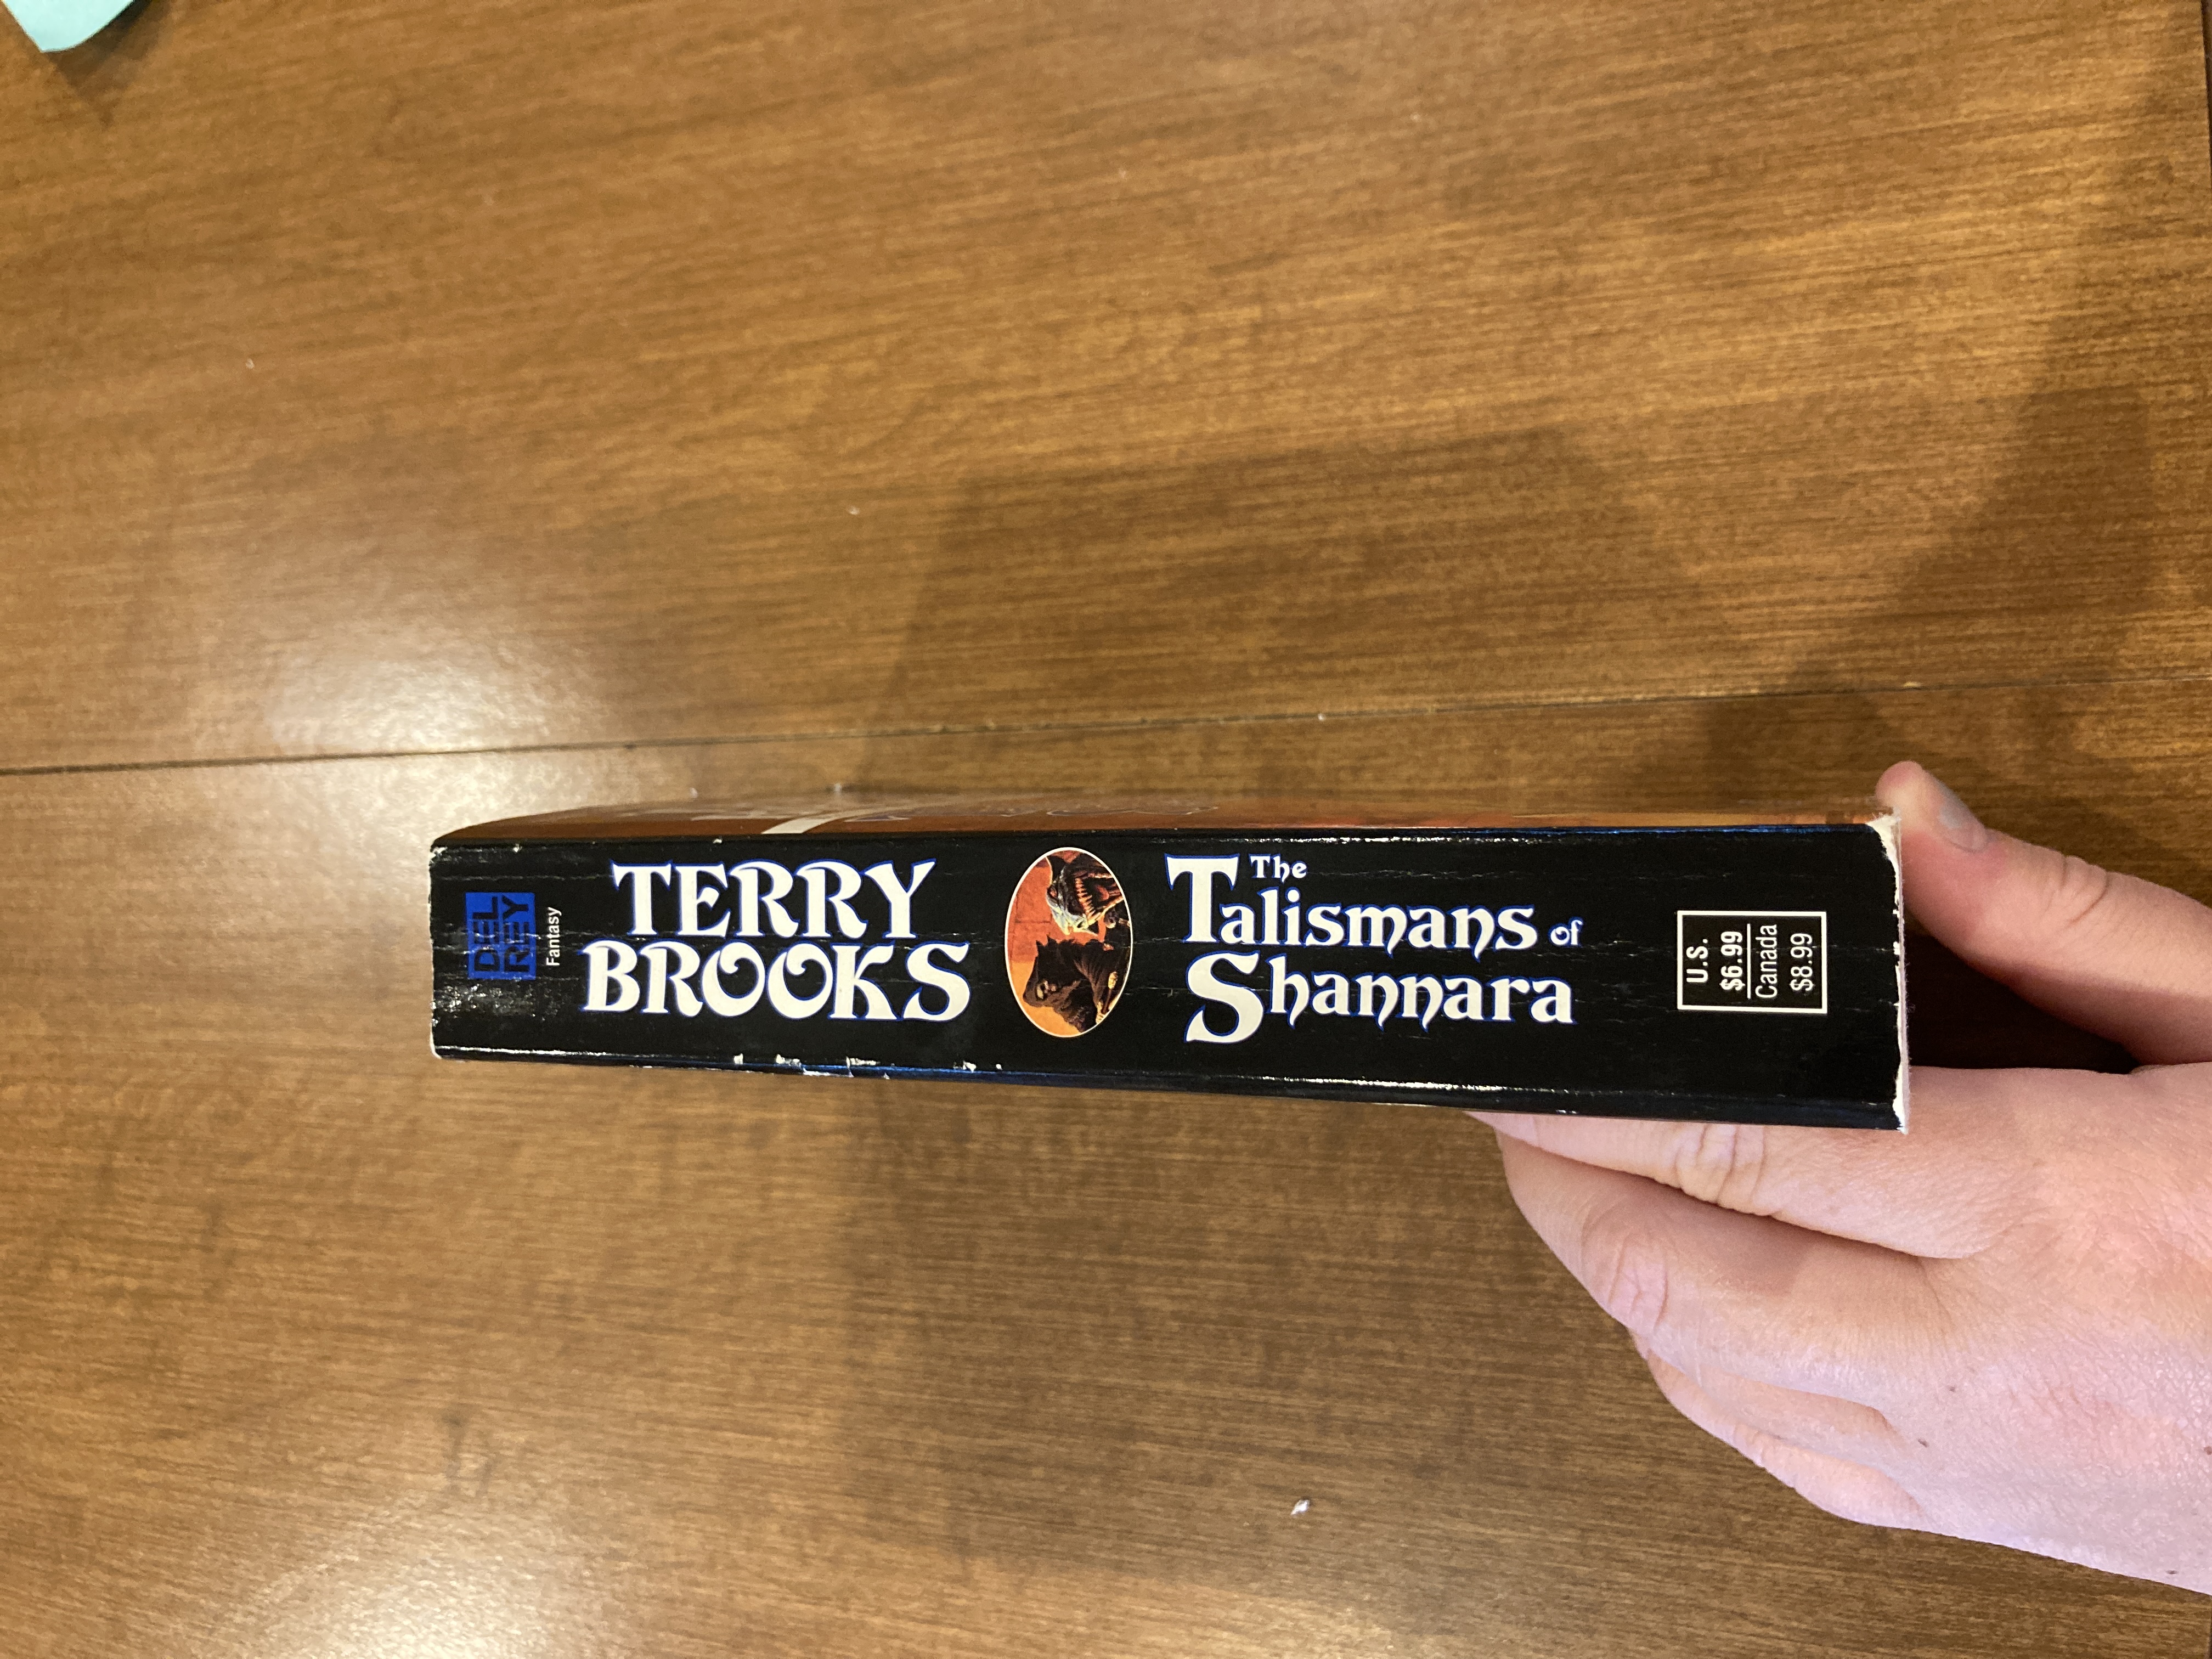 DEL
REY
Fantasy
TERRY
BROOKS
The
Talismans of
Shannara
U.S.
$6.99
Canada
$8.99